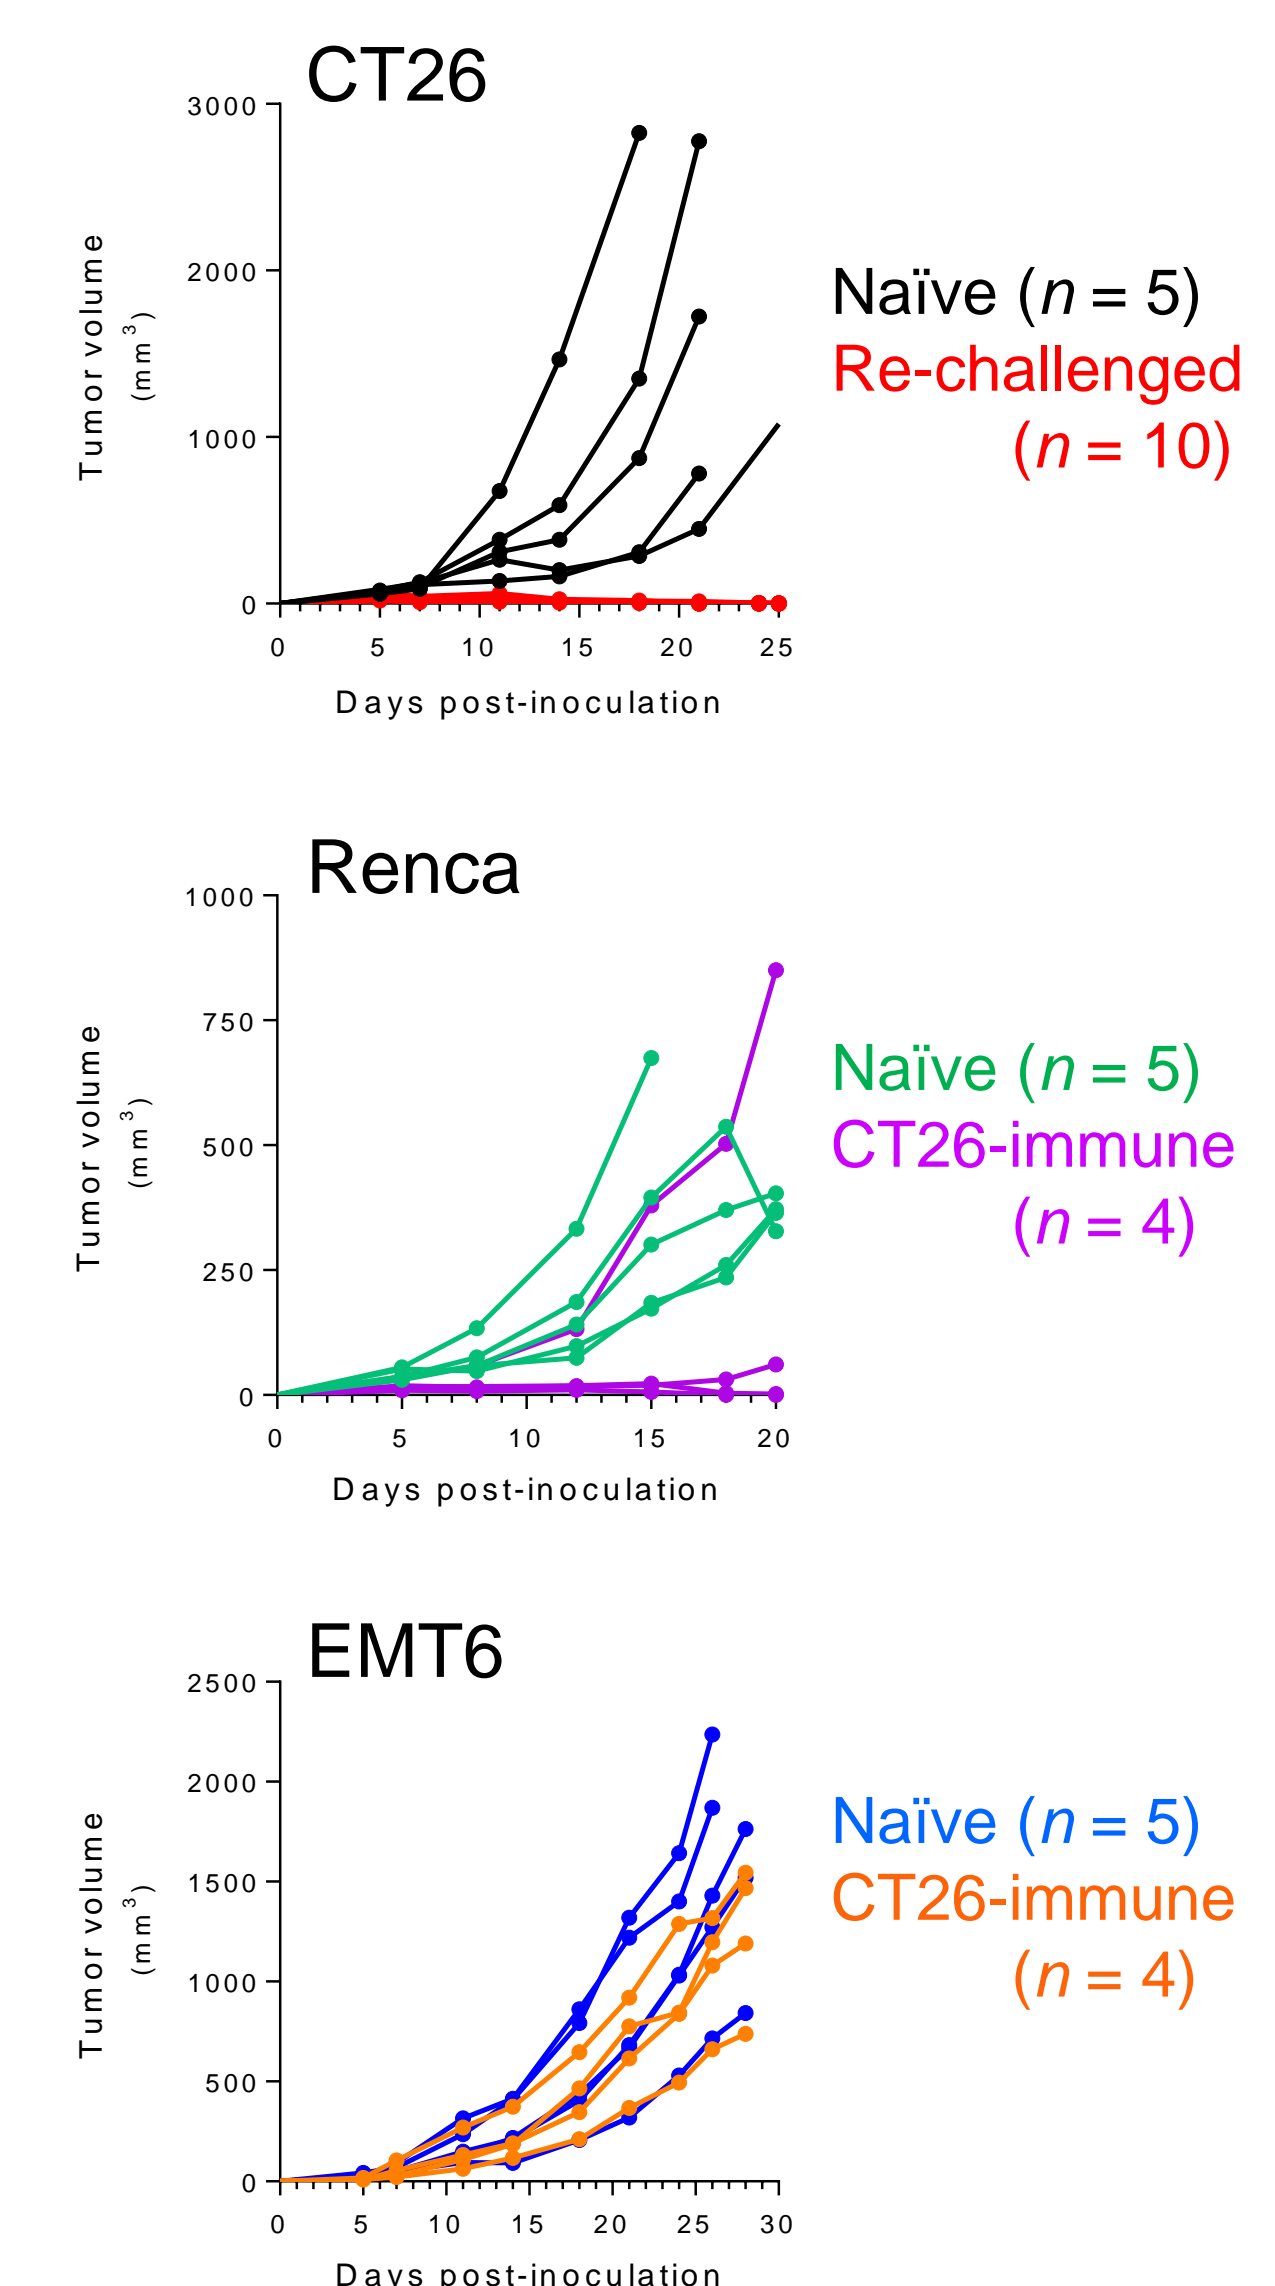 CT26
3000
2000
1000
0
Tumor volume
(mm³)
0 5 10 15 20 25
Days post-inoculation
Naïve (n = 5)
Re-challenged
(n = 10)
Renca
1000
750
500
250
0
Tumor volume
(mm³)
0 5 10 15 20
Days post-inoculation
Naïve (n = 5)
CT26-immune
(n = 4)
EMT6
2500
2000
1500
1000
500
0
Tumor volume
(mm³)
0 5 10 15 20 25 30
Days post-inoculation
Naïve (n = 5)
CT26-immune
(n = 4)